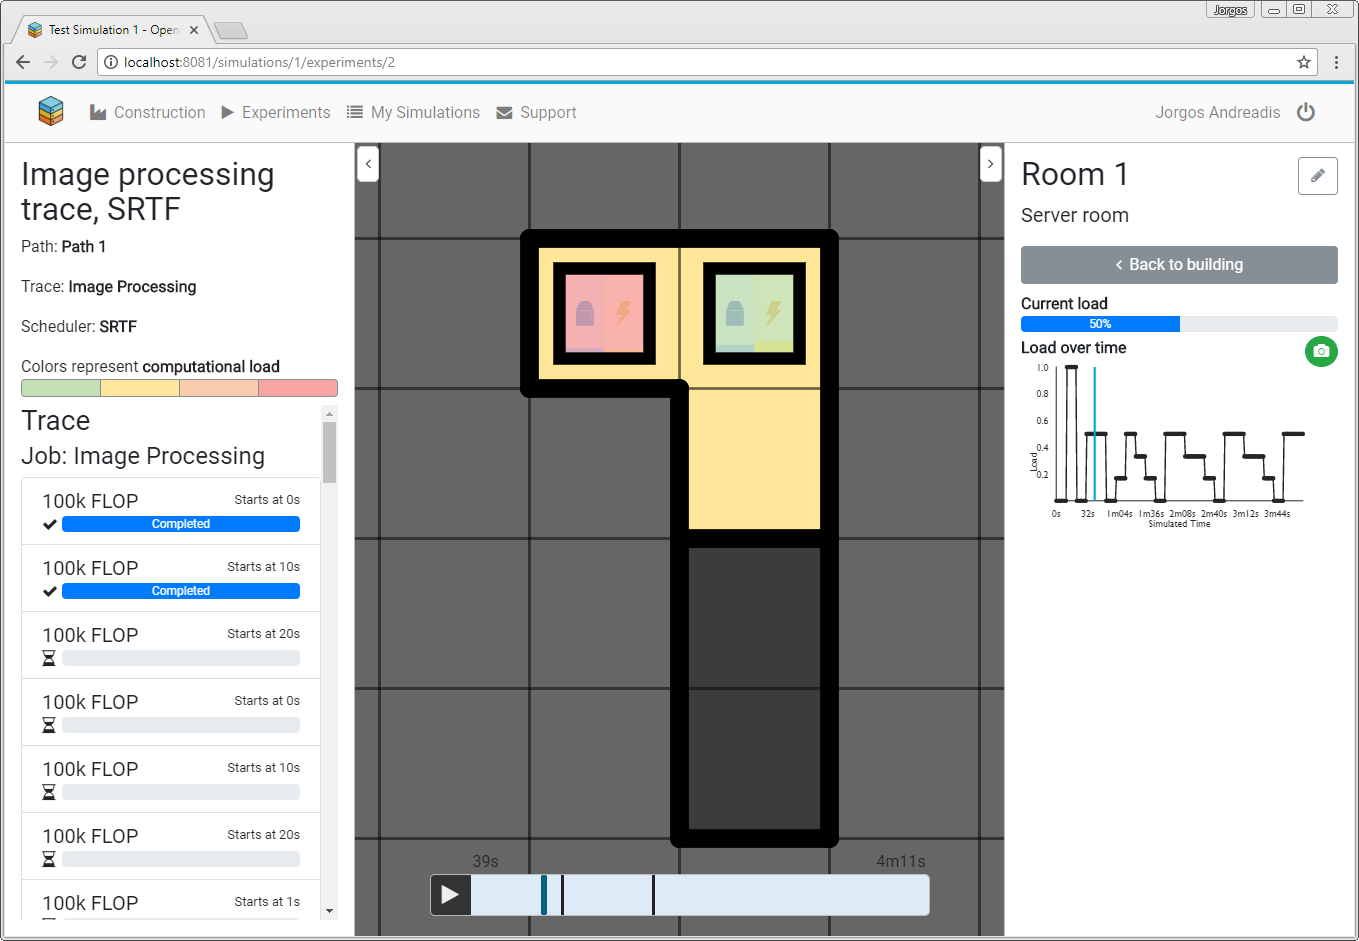 Jorgos
Test Simulation 1 - Open
localhost:8081/simulations/1/experiments/2
Construction
Experiments
My Simulations
Support
Jorgos Andreadis
Image processing
trace, SRTF
Path: Path 1
Trace: Image Processing
Scheduler: SRTF
Colors represent computational load
Trace
Job: Image Processing
100k FLOP
Starts at 0s
Completed
100k FLOP
Starts at 10s
Completed
100k FLOP
Starts at 20s
100k FLOP
Starts at 0s
100k FLOP
Starts at 10s
100k FLOP
Starts at 20s
100k FLOP
Starts at 1s
39s
4m11s
Room 1
Server room
Back to building
Current load
50%
Load over time
1.0
0.8
0.6
0.4
0.2
Load
0s 32s 1m04s 1m36s 2m08s 2m40s 3m12s 3m44s
Simulated Time